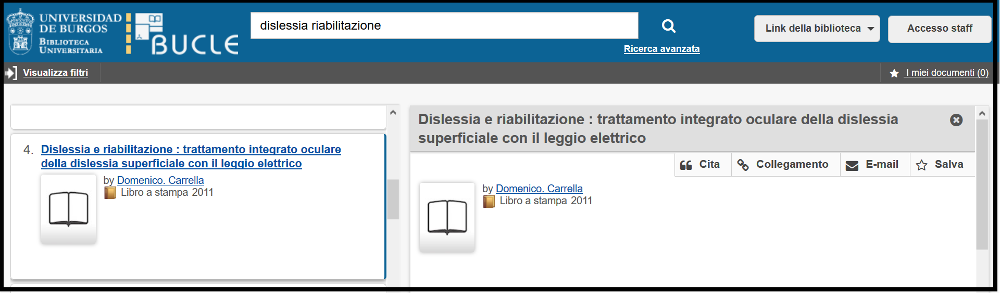 UNIVERSIDAD
DE BURGOS
BIBLIOTECA
UNIVERSITARIA
BUCLE
dislessia riabilitazione
Ricerca avanzata
Link della biblioteca
Accesso staff
Visualizza filtri
I miei documenti (0)
4. Dislessia e riabilitazione : trattamento integrato oculare
della dislessia superficiale con il leggio elettrico
by Domenico. Carrella
Libro a stampa 2011
Dislessia e riabilitazione : trattamento integrato oculare della dislessia
superficiale con il leggio elettrico
Cita
Collegamento
E-mail
Salva
by Domenico. Carrella
Libro a stampa 2011